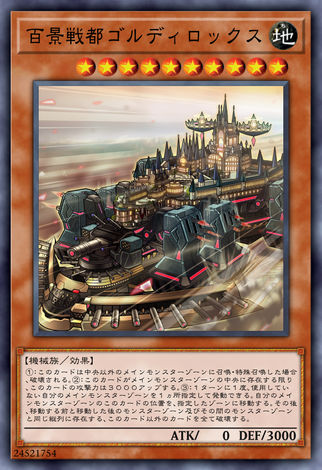 百景戦都ゴルディロックス
地
【機械族／効果】
①:このカードは中央以外のメインモンスターゾーンに召喚・特殊召喚した場合、
破壊される。②:このカードがメインモンスターゾーンの中央に存在する限り
、このカードの攻撃力は３０００アップする。③:１ターンに１度、使用してい
ない自分のメインモンスターゾーンを１ヵ所指定して発動できる。自分のメイ
ンモンスターゾーンのこのカードの位置を、指定したゾーンに移動する。その後、
移動する前と移動した後のモンスターゾーン及びその間のモンスターゾーン
と同じ縦列に存在する、このカード以外のカードを全て破壊する。
ATK/ 0 DEF/3000
24521754